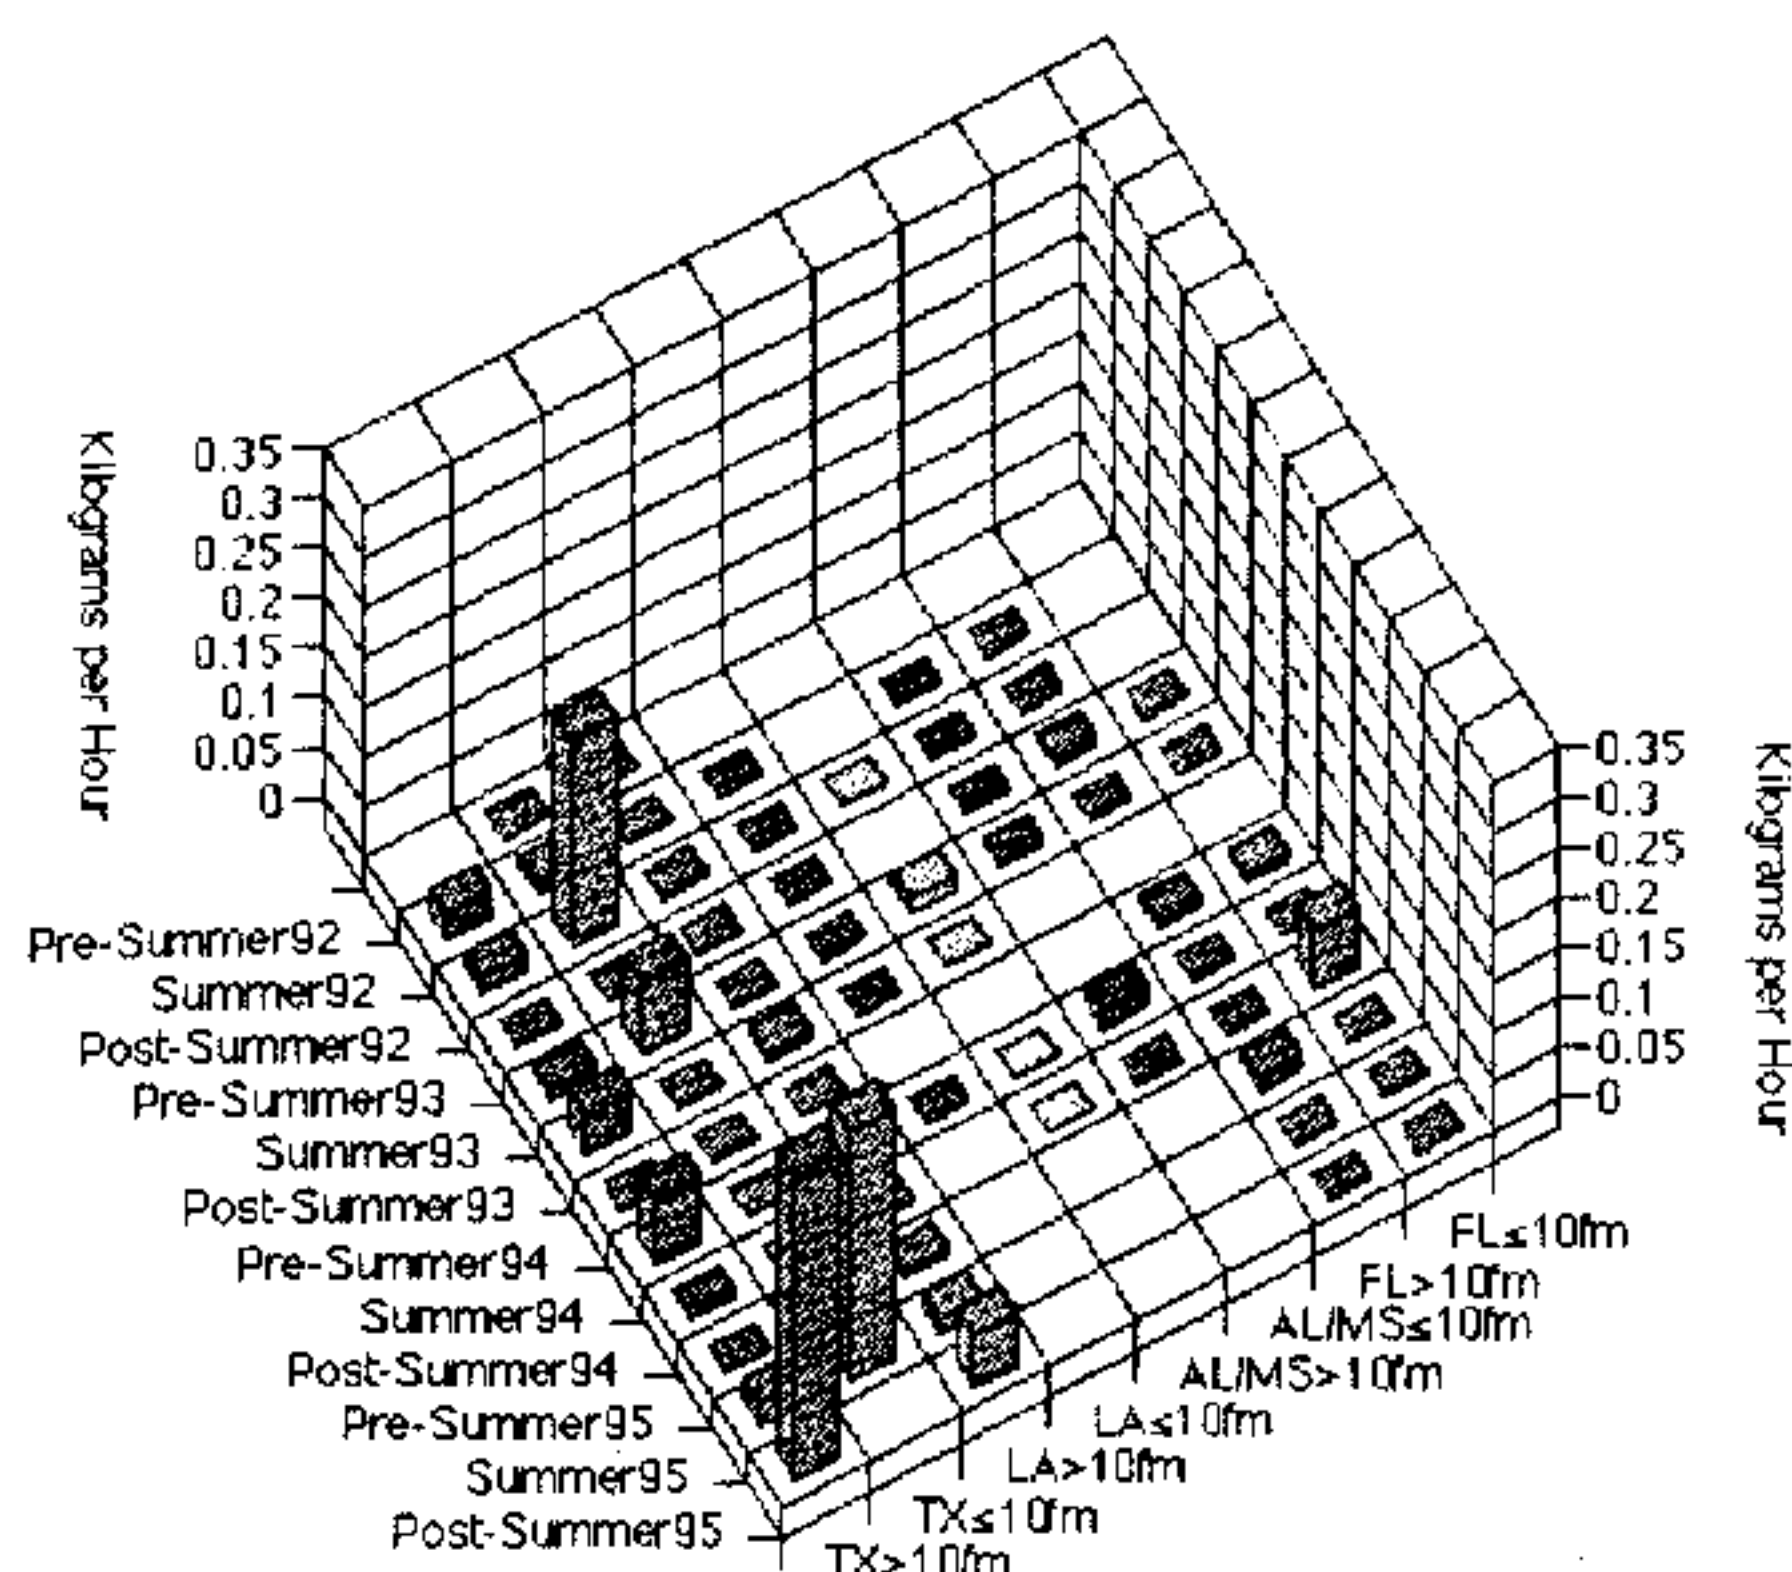 Kilograms per Hour
0.35
0.3
0.25
0.2
0.15
0.1
0.05
0
Pre-Summer92
Summer92
Post-Summer92
Pre-Summer93
Summer93
Post-Summer93
Pre-Summer94
Summer94
Post-Summer94
Pre-Summer95
Summer95
Post-Summer95
TX>10fm
TX≤10fm
LA>10fm
LA≤10fm
AL/MS>10fm
AL/MS≤10fm
FL>10fm
FL≤10fm
0.35
0.3
0.25
0.2
0.15
0.1
0.05
0
Kilograms per Hour